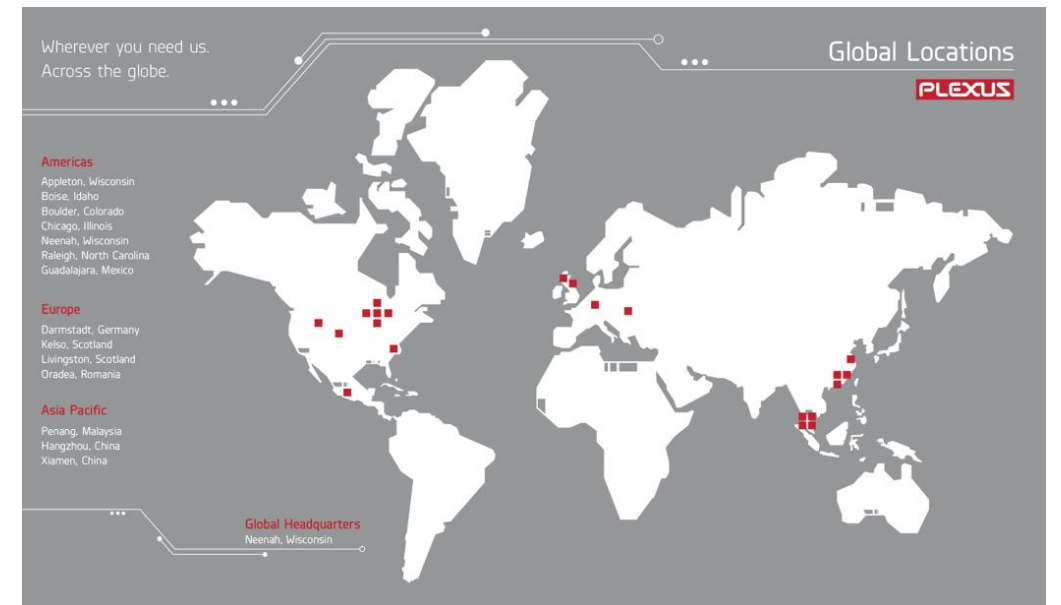 Wherever you need us.
Across the globe.
Global Locations
PLEXUS
Americas
Appleton, Wisconsin
Boise, Idaho
Boulder, Colorado
Chicago, Illinois
Neenah, Wisconsin
Raleigh, North Carolina
Guadalajara, Mexico
Europe
Darmstadt, Germany
Kelso, Scotland
Livingston, Scotland
Oradea, Romania
Asia Pacific
Penang, Malaysia
Hangzhou, China
Xiamen, China
Global Headquarters
Neenah, Wisconsin